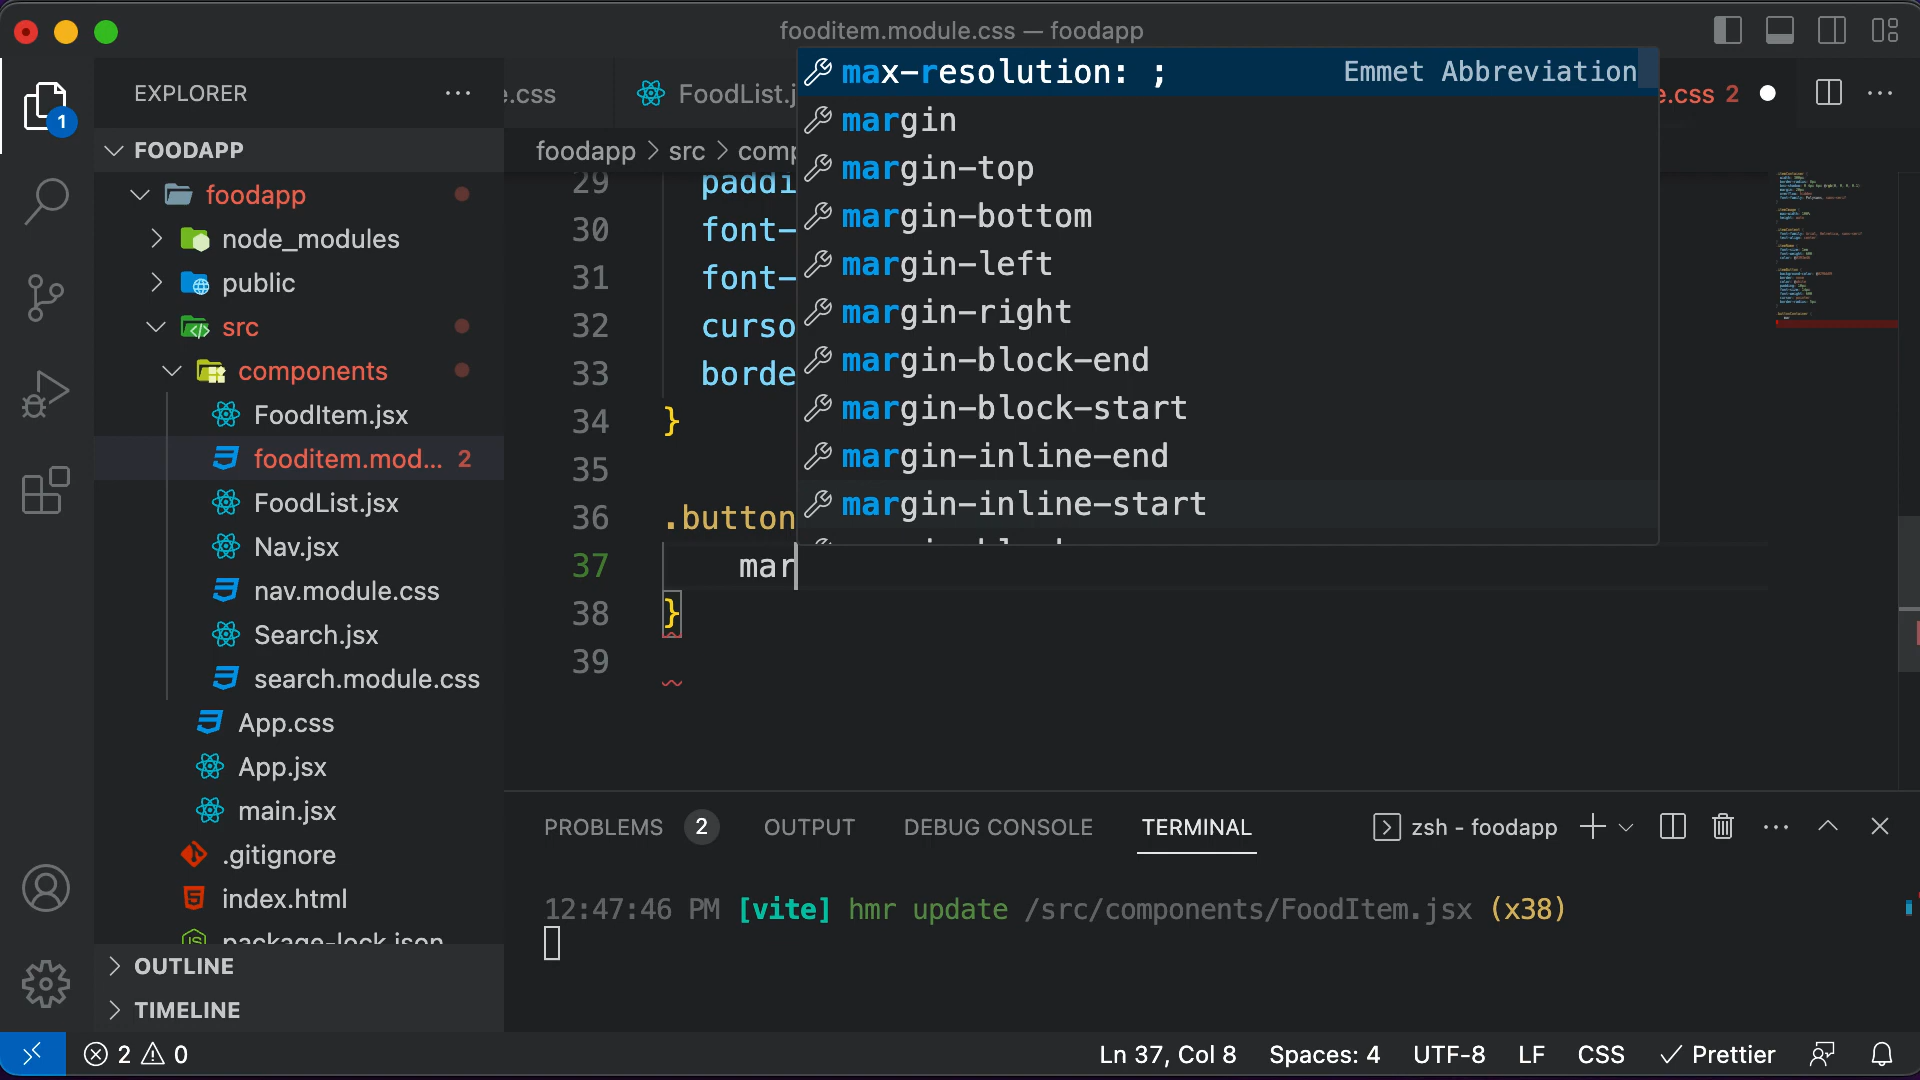 fooditem.module.css — foodapp
EXPLORER
FOODAPP
foodapp
node_modules
public
src
components
FoodItem.jsx
fooditem.mod... 2
FoodList.jsx
Nav.jsx
nav.module.css
Search.jsx
search.module.css
App.css
App.jsx
main.jsx
.gitignore
index.html
package-lock.json
OUTLINE
TIMELINE
1
e.css
FoodList.j
e.css 2
foodapp > src > comp
max-resolution: ; Emmet Abbreviation
margin
margin-top
margin-bottom
margin-left
margin-right
margin-block-end
margin-block-start
margin-inline-end
margin-inline-start
29 paddi
30 font-
31 font-
32 curso
33 borde
34 }
35
36 .button
37 mar
38 }
39
PROBLEMS 2 OUTPUT DEBUG CONSOLE TERMINAL zsh - foodapp
12:47:46 PM [vite] hmr update /src/components/FoodItem.jsx (x38)
2 0 Ln 37, Col 8 Spaces: 4 UTF-8 LF CSS Prettier